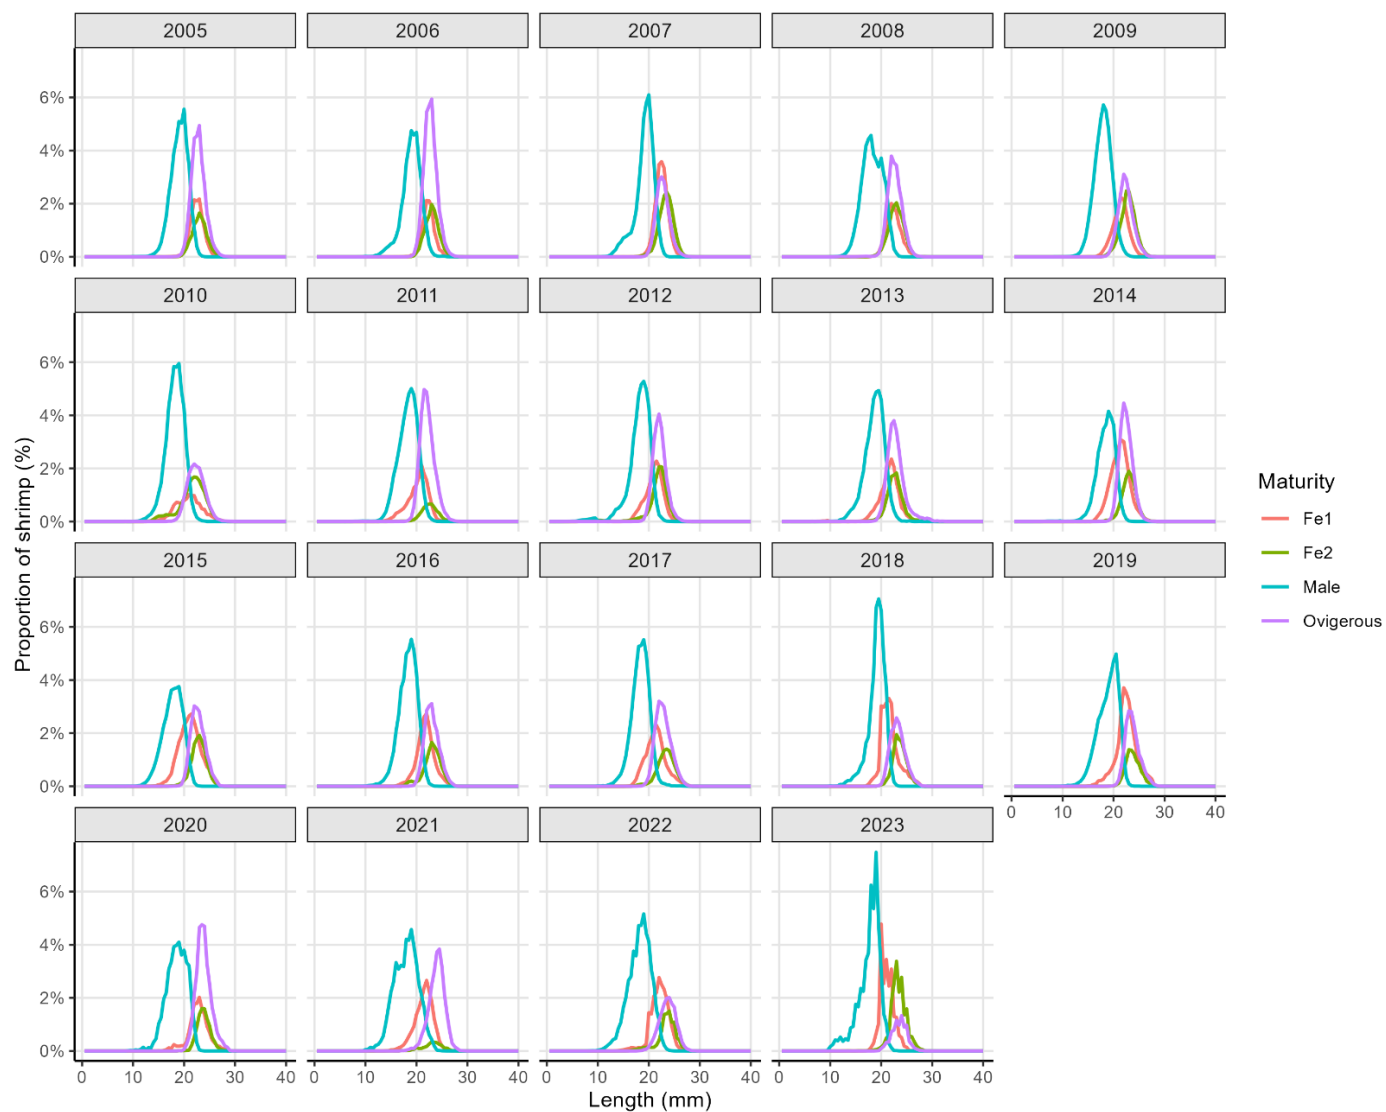 2005 2006 2007 2008 2009
6%
4%
2%
0%
2010 2011 2012 2013 2014
6%
4%
2%
0%
2015 2016 2017 2018 2019
6%
4%
2%
0%
0 10 20 30 40
2020 2021 2022 2023
6%
4%
2%
0%
0 10 20 30 40 0 10 20 30 40 0 10 20 30 40 0 10 20 30 40
Length (mm)
Proportion of shrimp (%)
Maturity
Fe1
Fe2
Male
Ovigerous